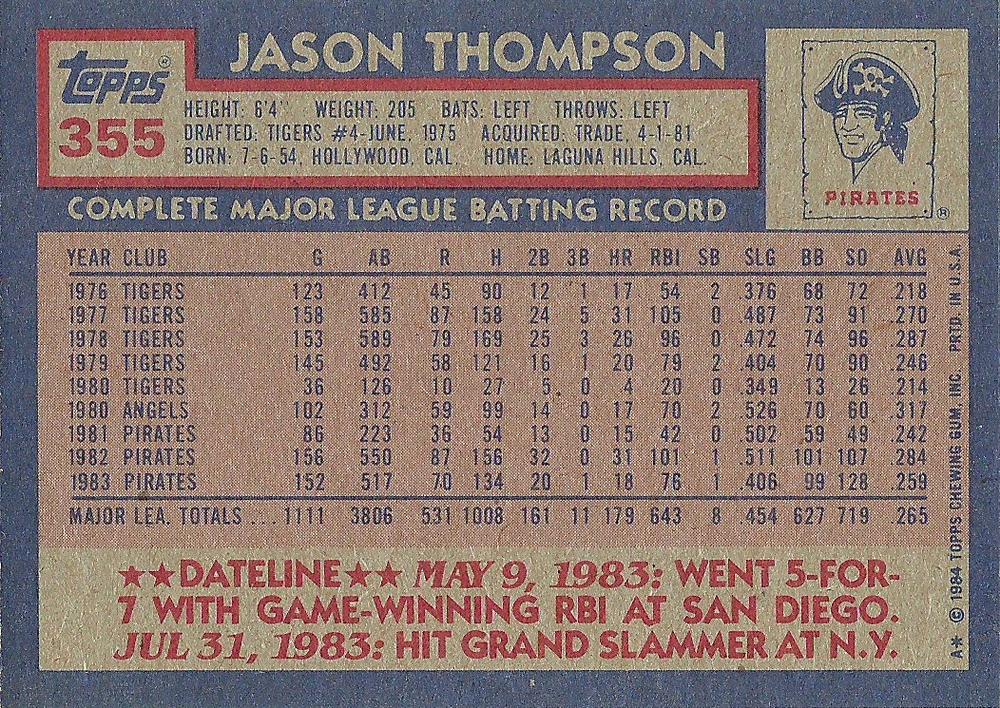 JASON THOMPSON
TOPPS®
355
HEIGHT: 6'4" WEIGHT: 205 BATS: LEFT THROWS: LEFT
DRAFTED: TIGERS #4-JUNE, 1975 ACQUIRED: TRADE, 4-1-81
BORN: 7-6-54, HOLLYWOOD, CAL. HOME: LAGUNA HILLS, CAL.
PIRATES ®
COMPLETE MAJOR LEAGUE BATTING RECORD
YEAR CLUB G AB R H 2B 3B HR RBI SB SLG BB SO AVG
1976 TIGERS 123 412 45 90 12 1 17 54 2 .376 68 72 .218
1977 TIGERS 158 585 87 158 24 5 31 105 0 .487 73 91 .270
1978 TIGERS 153 589 79 169 25 3 26 96 0 .472 74 96 .287
1979 TIGERS 145 492 58 121 16 1 20 79 2 .404 70 90 .246
1980 TIGERS 36 126 10 27 5 0 4 20 0 .349 13 26 .214
1980 ANGELS 102 312 59 99 14 0 17 70 2 .526 70 60 .317
1981 PIRATES 86 223 36 54 13 0 15 42 0 .502 59 49 .242
1982 PIRATES 156 550 87 156 32 0 31 101 1 .511 101 107 .284
1983 PIRATES 152 517 70 134 20 1 18 76 1 .406 99 128 .259
MAJOR LEA. TOTALS ... 1111 3806 531 1008 161 11 179 643 8 .454 627 719 .265
★★DATELINE★★ MAY 9, 1983: WENT 5-FOR-
7 WITH GAME-WINNING RBI AT SAN DIEGO.
JUL 31, 1983: HIT GRAND SLAMMER AT N.Y.
A* © 1984 TOPPS CHEWING GUM, INC. PRTD. IN U.S.A.